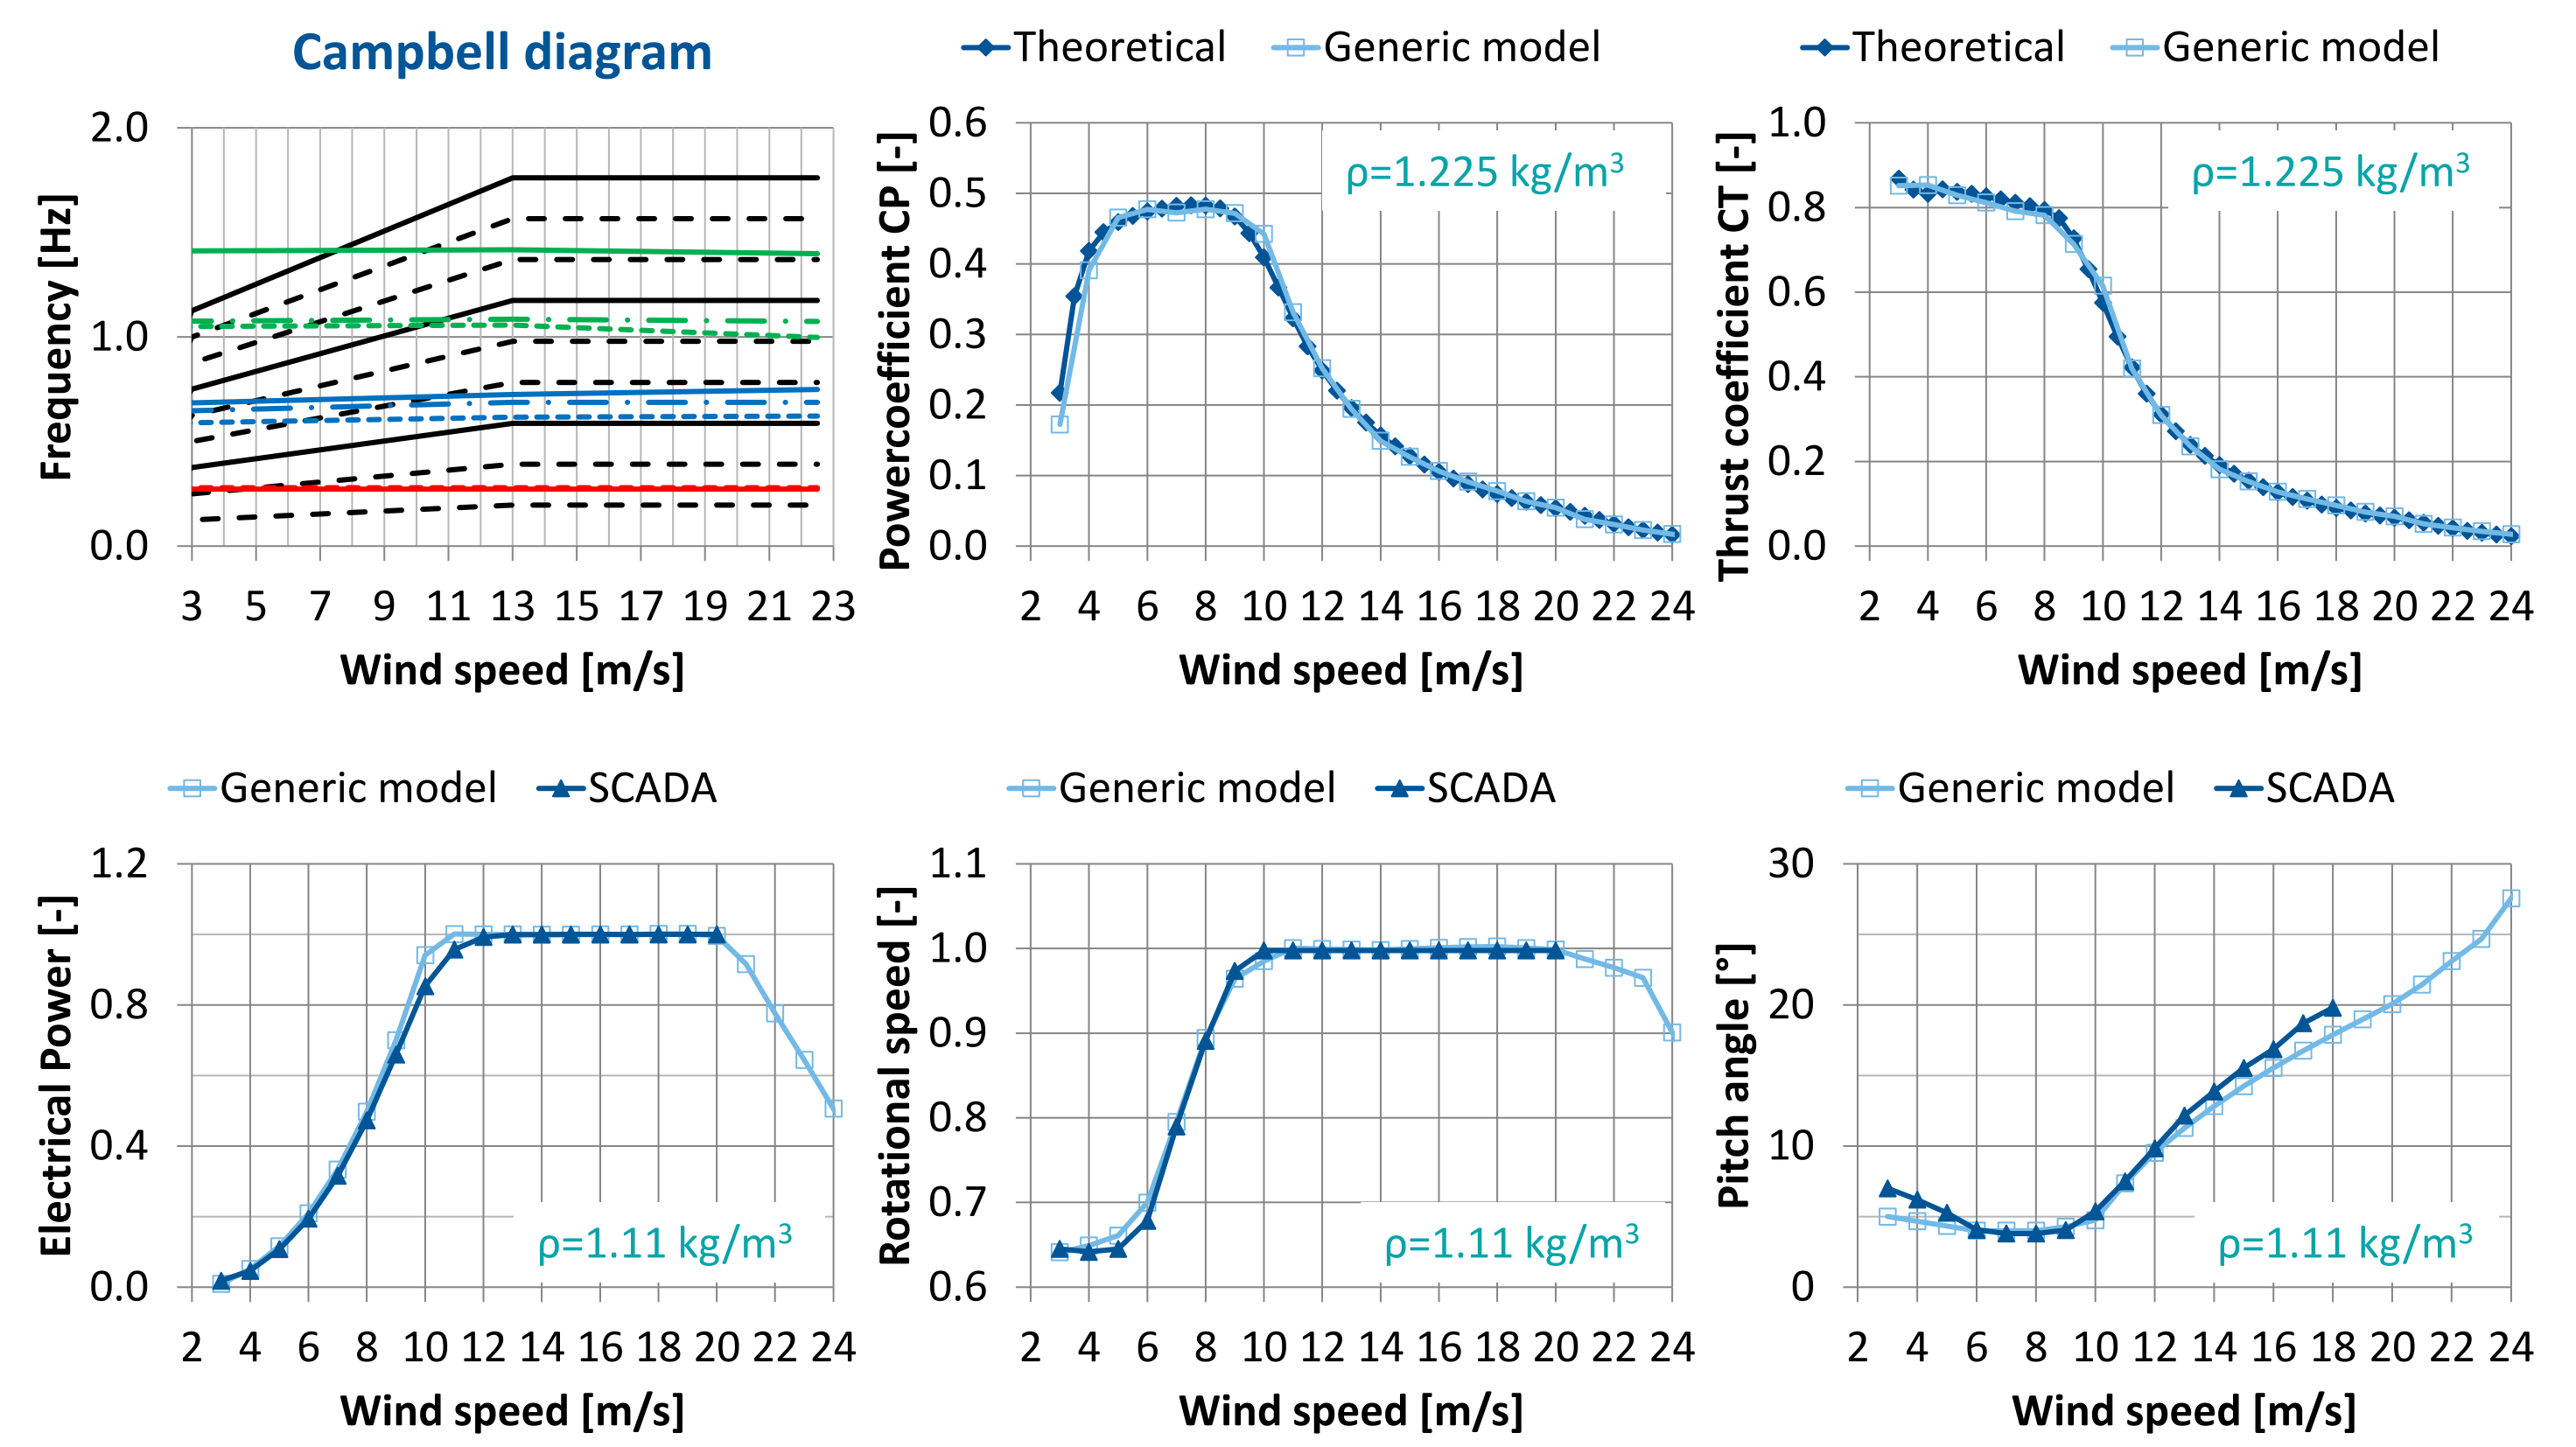 Campbell diagram
Frequency [Hz]
2.0
1.0
0.0
3 5 7 9 11 13 15 17 19 21 23
Wind speed [m/s]
Theoretical Generic model
Powercoefficient CP [-]
0.6
0.5
0.4
0.3
0.2
0.1
0.0
ρ=1.225 kg/m³
2 4 6 8 10 12 14 16 18 20 22 24
Wind speed [m/s]
Theoretical Generic model
Thrust coefficient CT [-]
1.0
0.8
0.6
0.4
0.2
0.0
ρ=1.225 kg/m³
2 4 6 8 10 12 14 16 18 20 22 24
Wind speed [m/s]
Generic model SCADA
Electrical Power [-]
1.2
0.8
0.4
0.0
ρ=1.11 kg/m³
2 4 6 8 10 12 14 16 18 20 22 24
Wind speed [m/s]
Generic model SCADA
Rotational speed [-]
1.1
1.0
0.9
0.8
0.7
0.6
ρ=1.11 kg/m³
2 4 6 8 10 12 14 16 18 20 22 24
Wind speed [m/s]
Generic model SCADA
Pitch angle [°]
30
20
10
0
ρ=1.11 kg/m³
2 4 6 8 10 12 14 16 18 20 22 24
Wind speed [m/s]